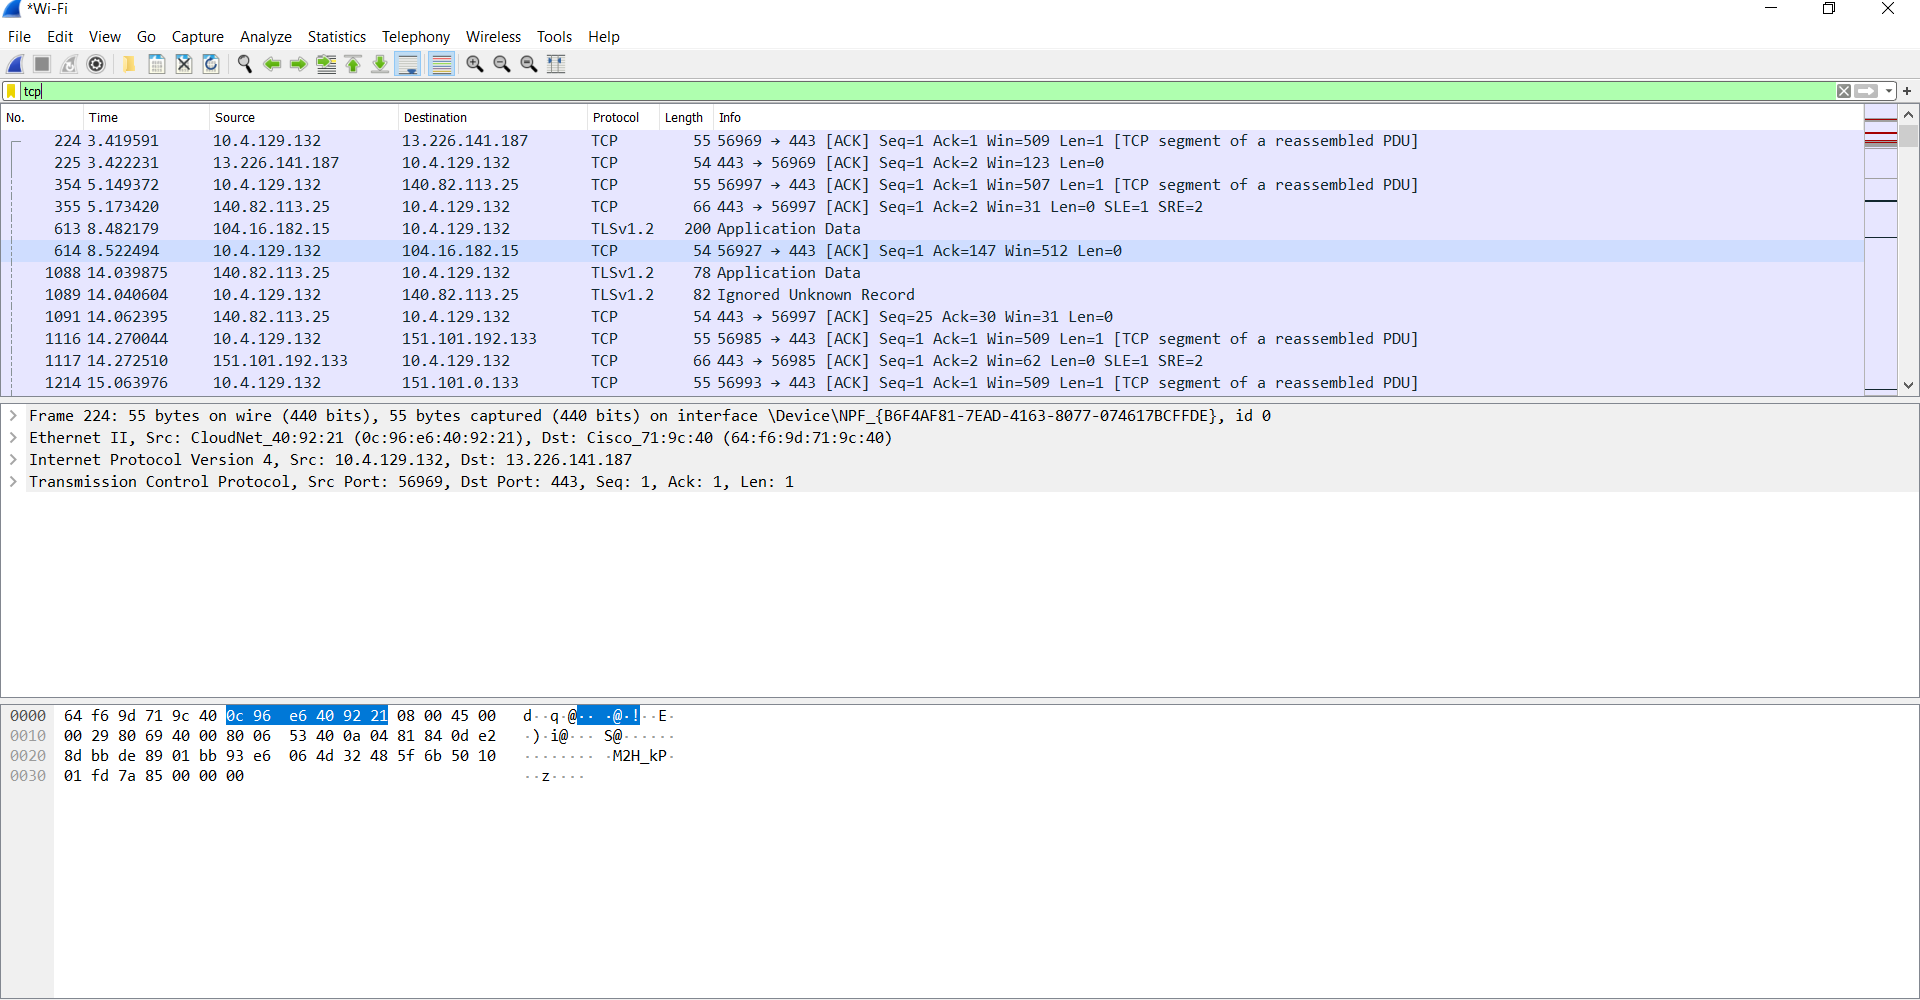 *Wi-Fi
File Edit View Go Capture Analyze Statistics Telephony Wireless Tools Help
tcp
No. Time Source Destination Protocol Length Info
224 3.419591 10.4.129.132 13.226.141.187 TCP 55 56969 → 443 [ACK] Seq=1 Ack=1 Win=509 Len=1 [TCP segment of a reassembled PDU]
225 3.422231 13.226.141.187 10.4.129.132 TCP 54 443 → 56969 [ACK] Seq=1 Ack=2 Win=123 Len=0
354 5.149372 10.4.129.132 140.82.113.25 TCP 55 56997 → 443 [ACK] Seq=1 Ack=1 Win=507 Len=1 [TCP segment of a reassembled PDU]
355 5.173420 140.82.113.25 10.4.129.132 TCP 66 443 → 56997 [ACK] Seq=1 Ack=2 Win=31 Len=0 SLE=1 SRE=2
613 8.482179 104.16.182.15 10.4.129.132 TLSv1.2 200 Application Data
614 8.522494 10.4.129.132 104.16.182.15 TCP 54 56927 → 443 [ACK] Seq=1 Ack=147 Win=512 Len=0
1088 14.039875 140.82.113.25 10.4.129.132 TLSv1.2 78 Application Data
1089 14.040604 10.4.129.132 140.82.113.25 TLSv1.2 82 Ignored Unknown Record
1091 14.062395 140.82.113.25 10.4.129.132 TCP 54 443 → 56997 [ACK] Seq=25 Ack=30 Win=31 Len=0
1116 14.270044 10.4.129.132 151.101.192.133 TCP 55 56985 → 443 [ACK] Seq=1 Ack=1 Win=509 Len=1 [TCP segment of a reassembled PDU]
1117 14.272510 151.101.192.133 10.4.129.132 TCP 66 443 → 56985 [ACK] Seq=1 Ack=2 Win=62 Len=0 SLE=1 SRE=2
1214 15.063976 10.4.129.132 151.101.0.133 TCP 55 56993 → 443 [ACK] Seq=1 Ack=1 Win=509 Len=1 [TCP segment of a reassembled PDU]
Frame 224: 55 bytes on wire (440 bits), 55 bytes captured (440 bits) on interface \Device\NPF_{B6F4AF81-7EAD-4163-8077-074617BCFFDE}, id 0
Ethernet II, Src: CloudNet_40:92:21 (0c:96:e6:40:92:21), Dst: Cisco_71:9c:40 (64:f6:9d:71:9c:40)
Internet Protocol Version 4, Src: 10.4.129.132, Dst: 13.226.141.187
Transmission Control Protocol, Src Port: 56969, Dst Port: 443, Seq: 1, Ack: 1, Len: 1
0000 64 f6 9d 71 9c 40 0c 96 e6 40 92 21 08 00 45 00 d··q·@·· ·@·!··E·
0010 00 29 80 69 40 00 80 06 53 40 0a 04 81 84 0d e2 ·)·i@··· S@······
0020 8d bb de 89 01 bb 93 e6 06 4d 32 48 5f 6b 50 10 ········ ·M2H_kP·
0030 01 fd 7a 85 00 00 00 ··z····